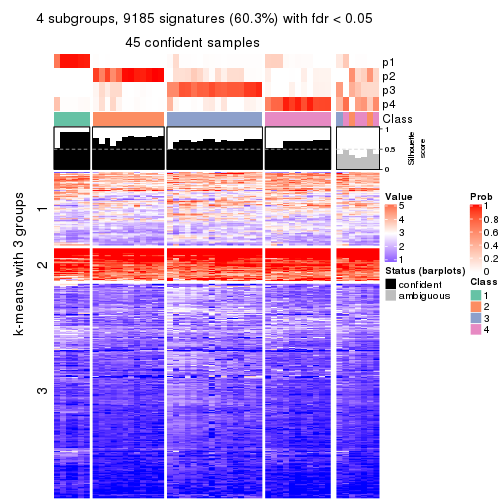 4 subgroups, 9185 signatures (60.3%) with fdr < 0.05
45 confident samples
p1
p2
p3
p4
Class
1
0.5
0
Silhouette
score
k-means with 3 groups
1
2
3
Value
5
4
3
2
1
Status (barplots)
confident
ambiguous
Prob
1
0.8
0.6
0.4
0.2
0
Class
1
2
3
4